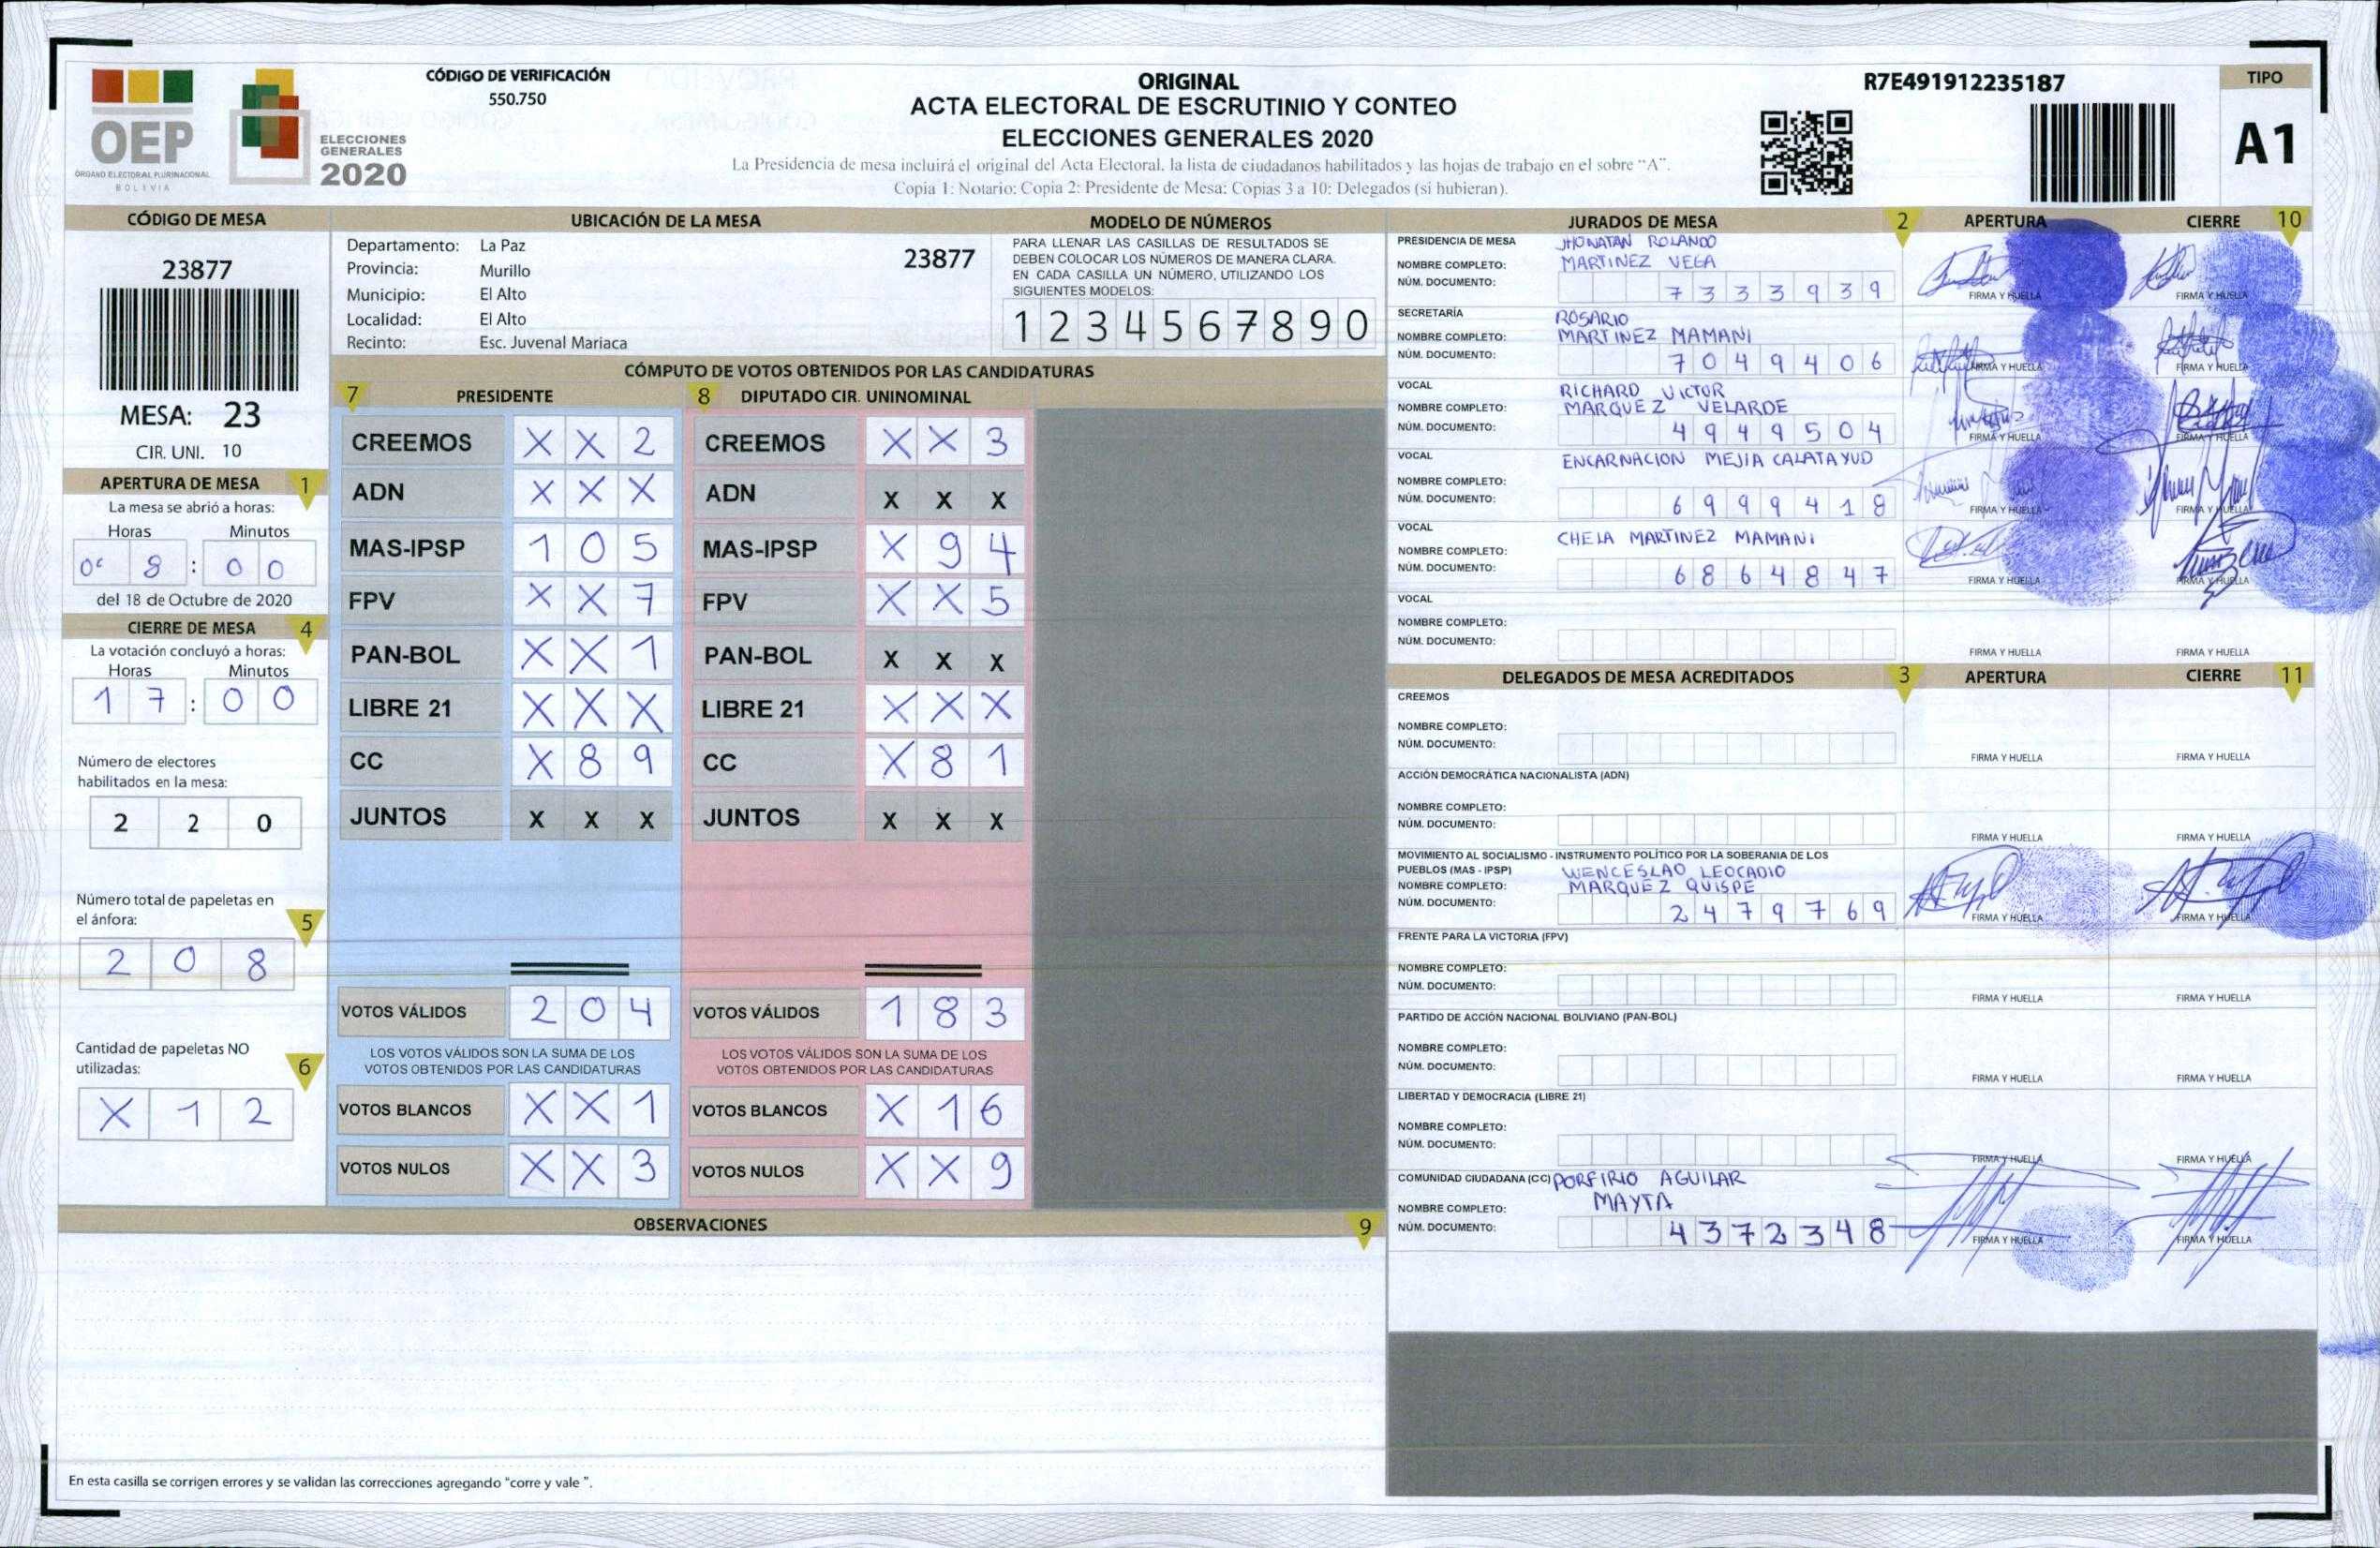 OEP
ÓRGANO ELECTORAL PLURINACIONAL
BOLIVIA
ELECCIONES
GENERALES
2020
CÓDIGO DE VERIFICACIÓN
550.750
ORIGINAL
ACTA ELECTORAL DE ESCRUTINIO Y CONTEO
ELECCIONES GENERALES 2020
La Presidencia de mesa incluirá el original del Acta Electoral, la lista de ciudadanos habilitados y las hojas de trabajo en el sobre “A”.
Copia 1: Notario; Copia 2: Presidente de Mesa; Copias 3 a 10: Delegados (si hubieran).
R7E491912235187
TIPO
A1
CÓDIGO DE MESA
23877
MESA: 23
CIR. UNI. 10
APERTURA DE MESA 1
La mesa se abrió a horas:
Horas Minutos
8 : 0 0
del 18 de Octubre de 2020
CIERRE DE MESA 4
La votación concluyó a horas:
Horas Minutos
1 7 : 0 0
Número de electores
habilitados en la mesa:
2 2 0
Número total de papeletas en
el ánfora: 5
2 0 8
Cantidad de papeletas NO
utilizadas: 6
X 1 2
UBICACIÓN DE LA MESA
Departamento: La Paz
23877
Provincia: Murillo
Municipio: El Alto
Localidad: El Alto
Recinto: Esc. Juvenal Mariaca
MODELO DE NÚMEROS
PARA LLENAR LAS CASILLAS DE RESULTADOS SE
DEBEN COLOCAR LOS NÚMEROS DE MANERA CLARA.
EN CADA CASILLA UN NÚMERO, UTILIZANDO LOS
SIGUIENTES MODELOS:
1 2 3 4 5 6 7 8 9 0
CÓMPUTO DE VOTOS OBTENIDOS POR LAS CANDIDATURAS
7 PRESIDENTE
CREEMOS X X 2
ADN X X X
MAS-IPSP 1 0 5
FPV X X 7
PAN-BOL X X 1
LIBRE 21 X X X
CC X 8 9
JUNTOS X X X
VOTOS VÁLIDOS 2 0 4
LOS VOTOS VÁLIDOS SON LA SUMA DE LOS
VOTOS OBTENIDOS POR LAS CANDIDATURAS
VOTOS BLANCOS X X 1
VOTOS NULOS X X 3
8 DIPUTADO CIR. UNINOMINAL
CREEMOS X X 3
ADN X X X
MAS-IPSP X 9 4
FPV X X 5
PAN-BOL X X X
LIBRE 21 X X X
CC X 8 1
JUNTOS X X X
VOTOS VÁLIDOS 1 8 3
LOS VOTOS VÁLIDOS SON LA SUMA DE LOS
VOTOS OBTENIDOS POR LAS CANDIDATURAS
VOTOS BLANCOS X 1 6
VOTOS NULOS X X 9
OBSERVACIONES 9
En esta casilla se corrigen errores y se validan las correcciones agregando "corre y vale ".
JURADOS DE MESA 2 APERTURA CIERRE 10
PRESIDENCIA DE MESA JHONATAN ROLANDO
NOMBRE COMPLETO: MARTINEZ VEGA
NÚM. DOCUMENTO: 7 3 3 3 9 3 9
FIRMA Y HUELLA FIRMA Y HUELLA
SECRETARÍA ROSARIO
NOMBRE COMPLETO: MARTINEZ MAMANI
NÚM. DOCUMENTO: 7 0 4 9 4 0 6
FIRMA Y HUELLA FIRMA Y HUELLA
VOCAL RICHARD VICTOR
NOMBRE COMPLETO: MARQUEZ VELARDE
NÚM. DOCUMENTO: 4 9 4 9 5 0 4
FIRMA Y HUELLA FIRMA Y HUELLA
VOCAL ENCARNACION MEJIA CALATAYUD
NOMBRE COMPLETO:
NÚM. DOCUMENTO: 6 9 9 9 4 1 8
FIRMA Y HUELLA FIRMA Y HUELLA
VOCAL CHELA MARTINEZ MAMANI
NOMBRE COMPLETO:
NÚM. DOCUMENTO: 6 8 6 4 8 4 7
FIRMA Y HUELLA FIRMA Y HUELLA
VOCAL
NOMBRE COMPLETO:
NÚM. DOCUMENTO:
FIRMA Y HUELLA FIRMA Y HUELLA
DELEGADOS DE MESA ACREDITADOS 3 APERTURA CIERRE 11
CREEMOS
NOMBRE COMPLETO:
NÚM. DOCUMENTO:
FIRMA Y HUELLA FIRMA Y HUELLA
ACCIÓN DEMOCRÁTICA NACIONALISTA (ADN)
NOMBRE COMPLETO:
NÚM. DOCUMENTO:
FIRMA Y HUELLA FIRMA Y HUELLA
MOVIMIENTO AL SOCIALISMO - INSTRUMENTO POLÍTICO POR LA SOBERANIA DE LOS
PUEBLOS (MAS - IPSP) WENCESLAO LEOCADIO
NOMBRE COMPLETO: MARQUEZ QUISPE
NÚM. DOCUMENTO: 2 4 7 9 7 6 9
FIRMA Y HUELLA FIRMA Y HUELLA
FRENTE PARA LA VICTORIA (FPV)
NOMBRE COMPLETO:
NÚM. DOCUMENTO:
FIRMA Y HUELLA FIRMA Y HUELLA
PARTIDO DE ACCIÓN NACIONAL BOLIVIANO (PAN-BOL)
NOMBRE COMPLETO:
NÚM. DOCUMENTO:
FIRMA Y HUELLA FIRMA Y HUELLA
LIBERTAD Y DEMOCRACIA (LIBRE 21)
NOMBRE COMPLETO:
NÚM. DOCUMENTO:
FIRMA Y HUELLA FIRMA Y HUELLA
COMUNIDAD CIUDADANA (CC) PORFIRIO AGUILAR
MAYTA
NOMBRE COMPLETO:
NÚM. DOCUMENTO: 4 3 7 2 3 4 8
FIRMA Y HUELLA FIRMA Y HUELLA